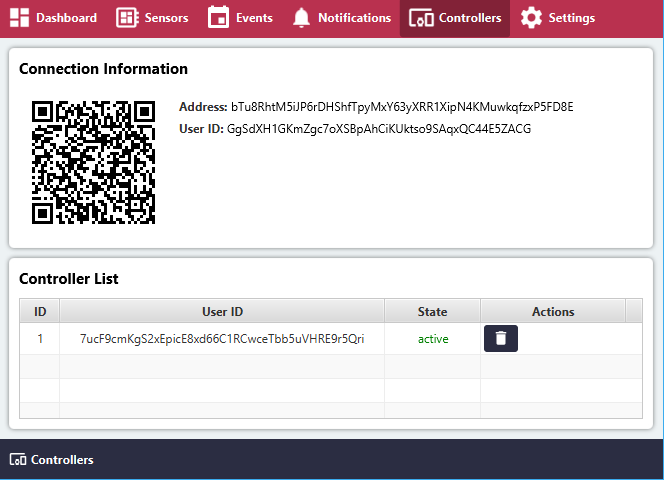 Dashboard Sensors Events Notifications Controllers Settings
Connection Information
Address: bTu8RhtM5iJP6rDHShfTpyMxY63yXRR1XipN4KMuwkqfzxP5FD8E
User ID: GgSdXH1GKmZgc7oXSBpAhCiKUktso9SAqxQC44E5ZACG
Controller List
ID User ID State Actions
1 7ucF9cmKgS2xEpicE8xd66C1RCwceTbb5uVHRE9r5Qri active
Controllers